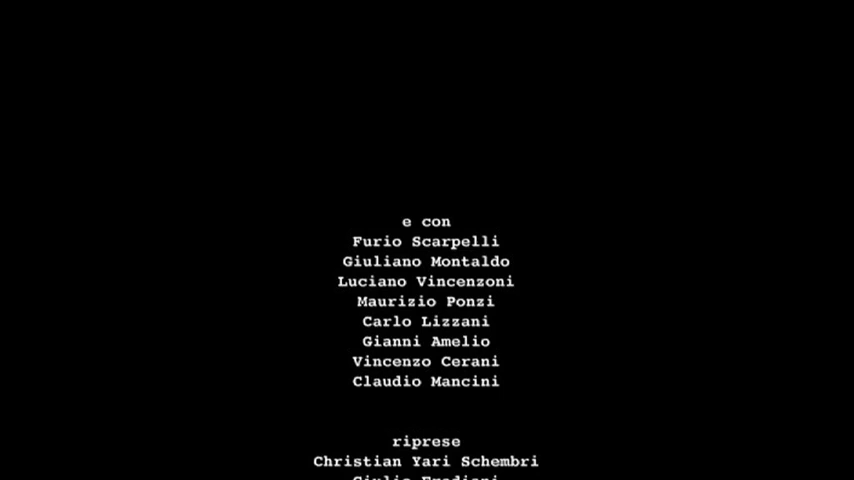 e con
Furio Scarpelli
Giuliano Montaldo
Luciano Vincenzoni
Maurizio Ponzi
Carlo Lizzani
Gianni Amelio
Vincenzo Cerani
Claudio Mancini
riprese
Christian Yari Schembri